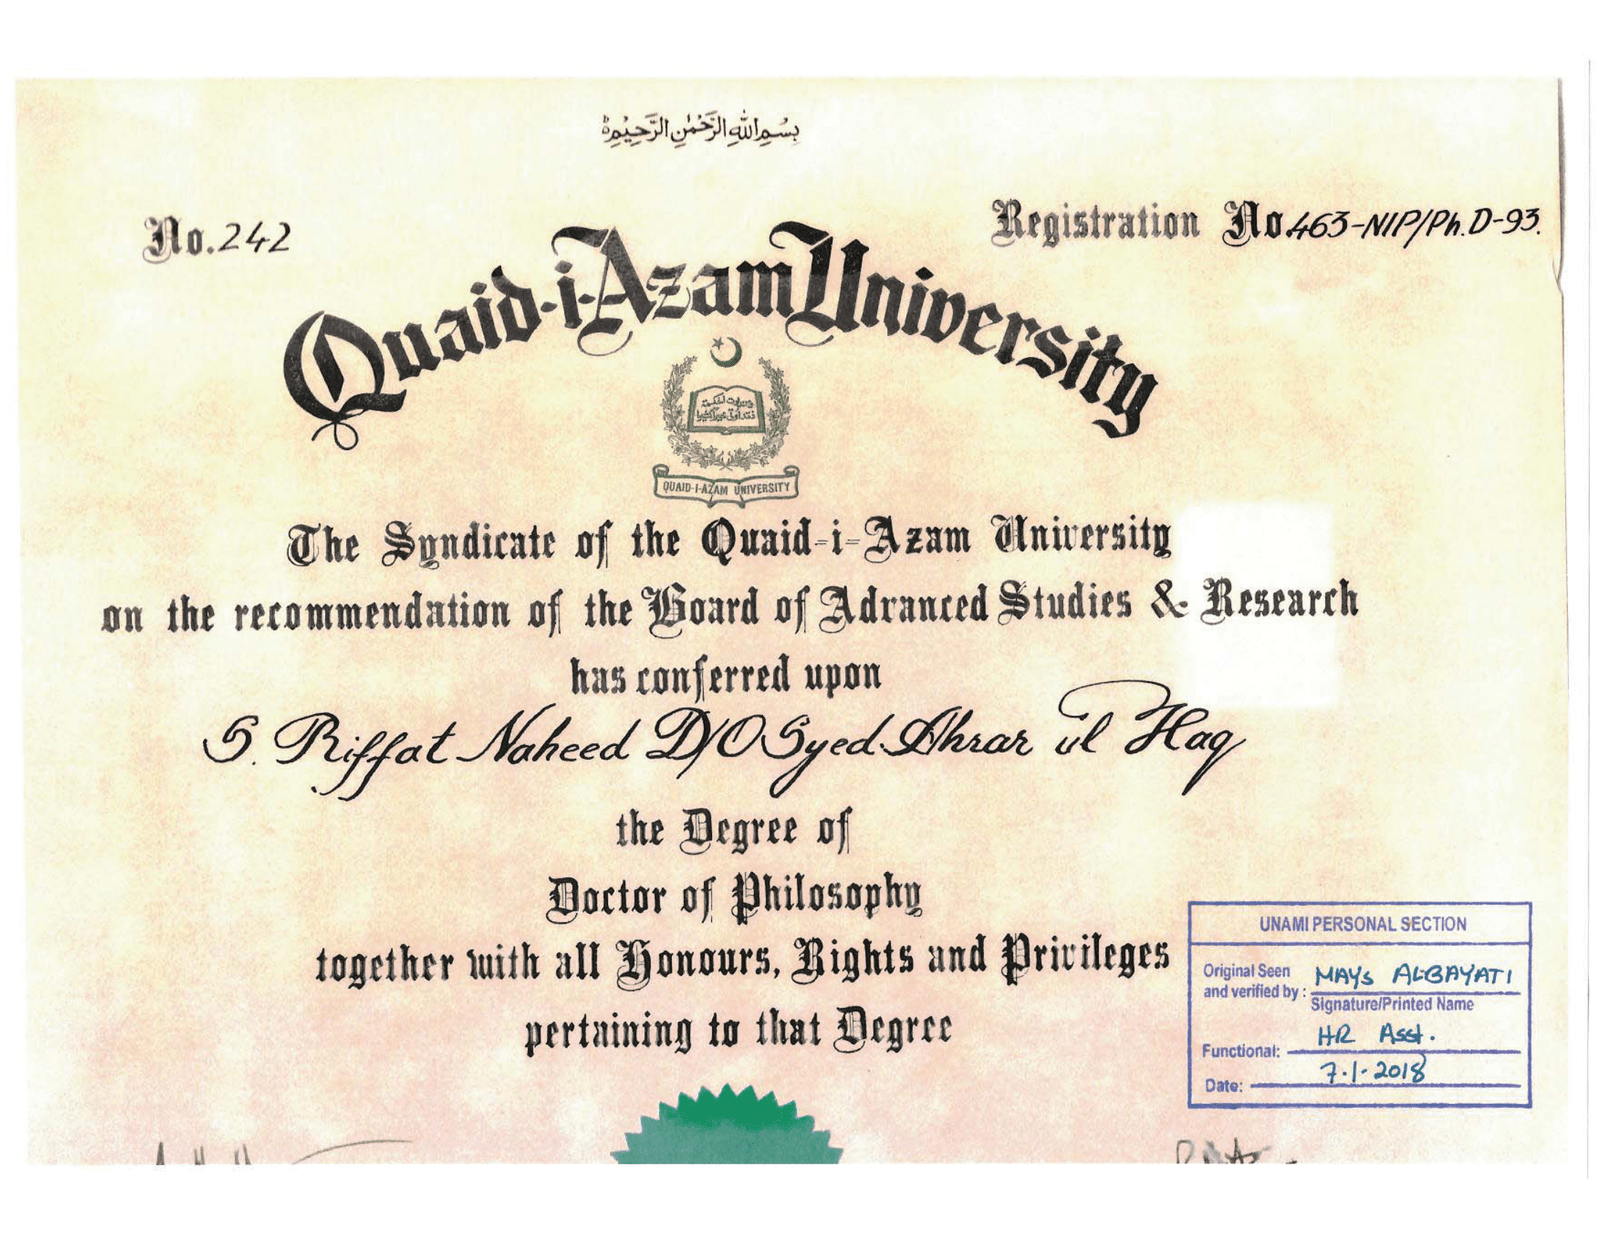 بِسْمِ اللهِ الرَّحْمٰنِ الرَّحِيْمِ
No. 242
Registration No. 463-NIP/Ph.D-93.
Quaid-i-Azam University
QUAID-I-AZAM UNIVERSITY
The Syndicate of the Quaid-i-Azam University
on the recommendation of the Board of Advanced Studies & Research
has conferred upon
S. Riffat Naheed D/O Syed Ahrar ul Haq
the Degree of
Doctor of Philosophy
together with all Honours, Rights and Privileges
pertaining to that Degree
UNAMI PERSONAL SECTION
Original Seen
and verified by : MAYS ALBAYATI
Signature/Printed Name
Functional: HR Asst.
Date: 7.1.2018